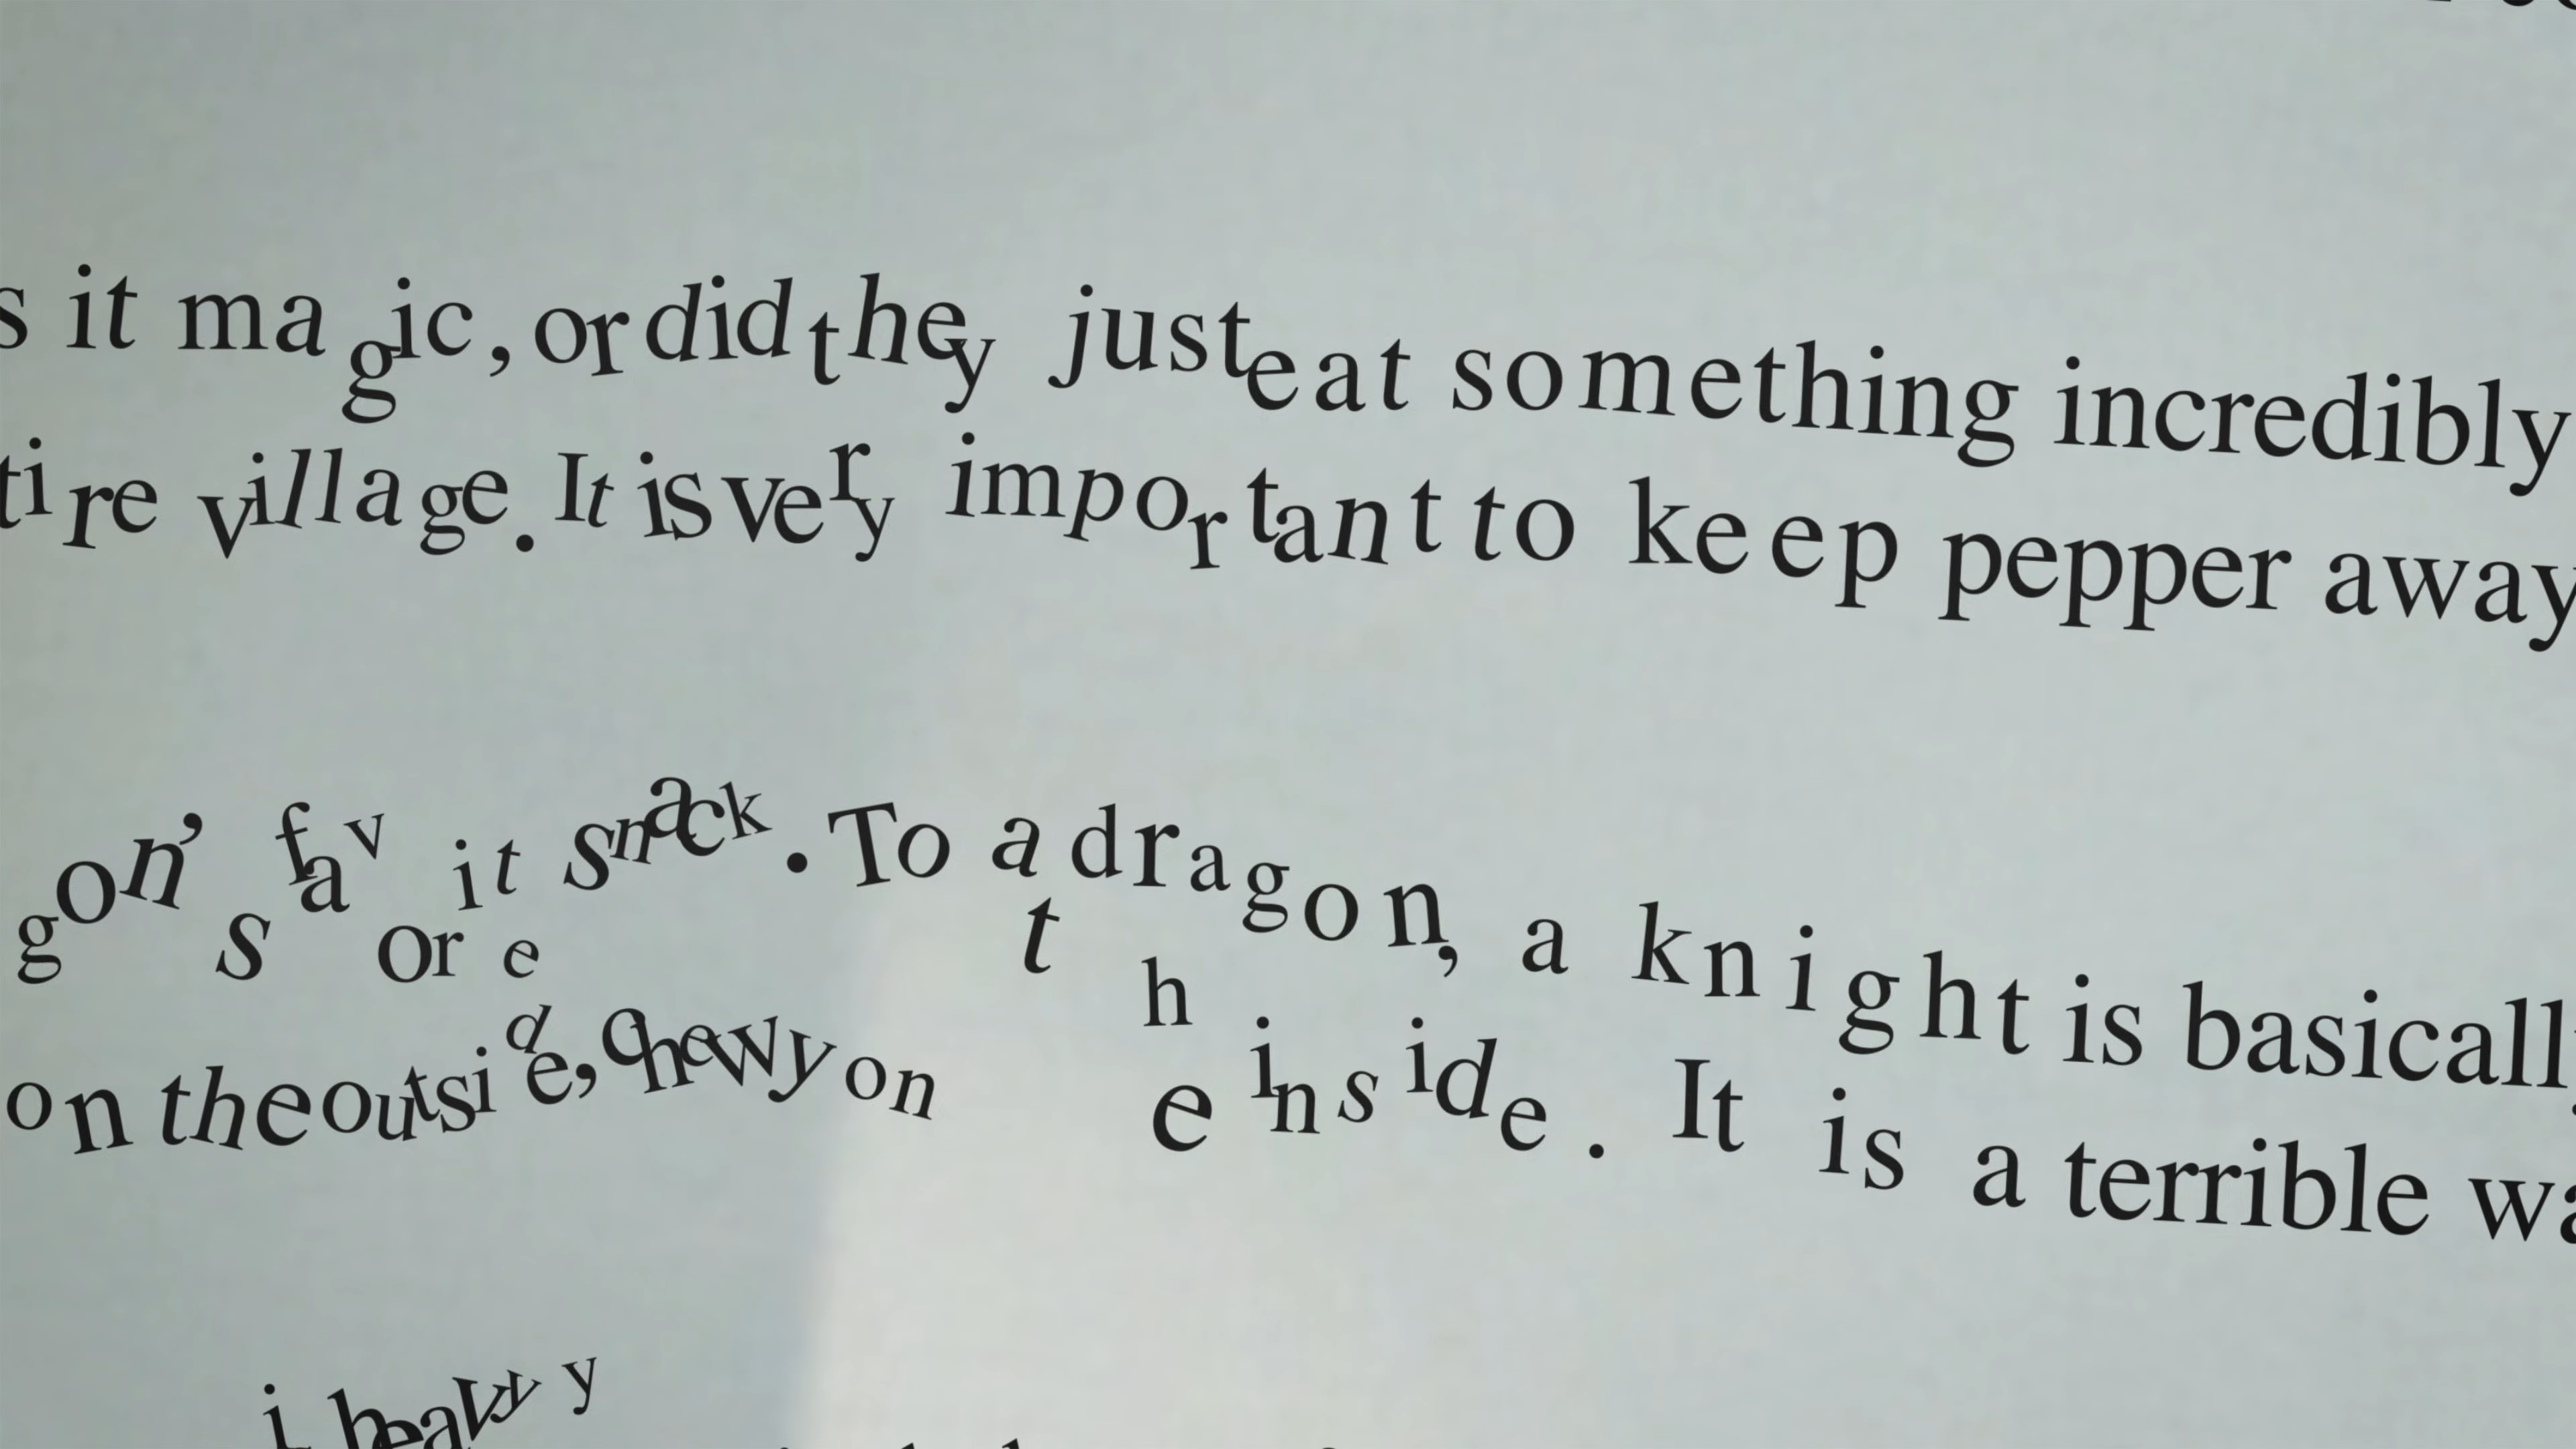 s it magic, or did they just eat something incredibly
tire village. It is very important to keep pepper away
gon's favorite snack. To a dragon, a knight is basically
on the outside, chewy on the inside. It is a terrible wa